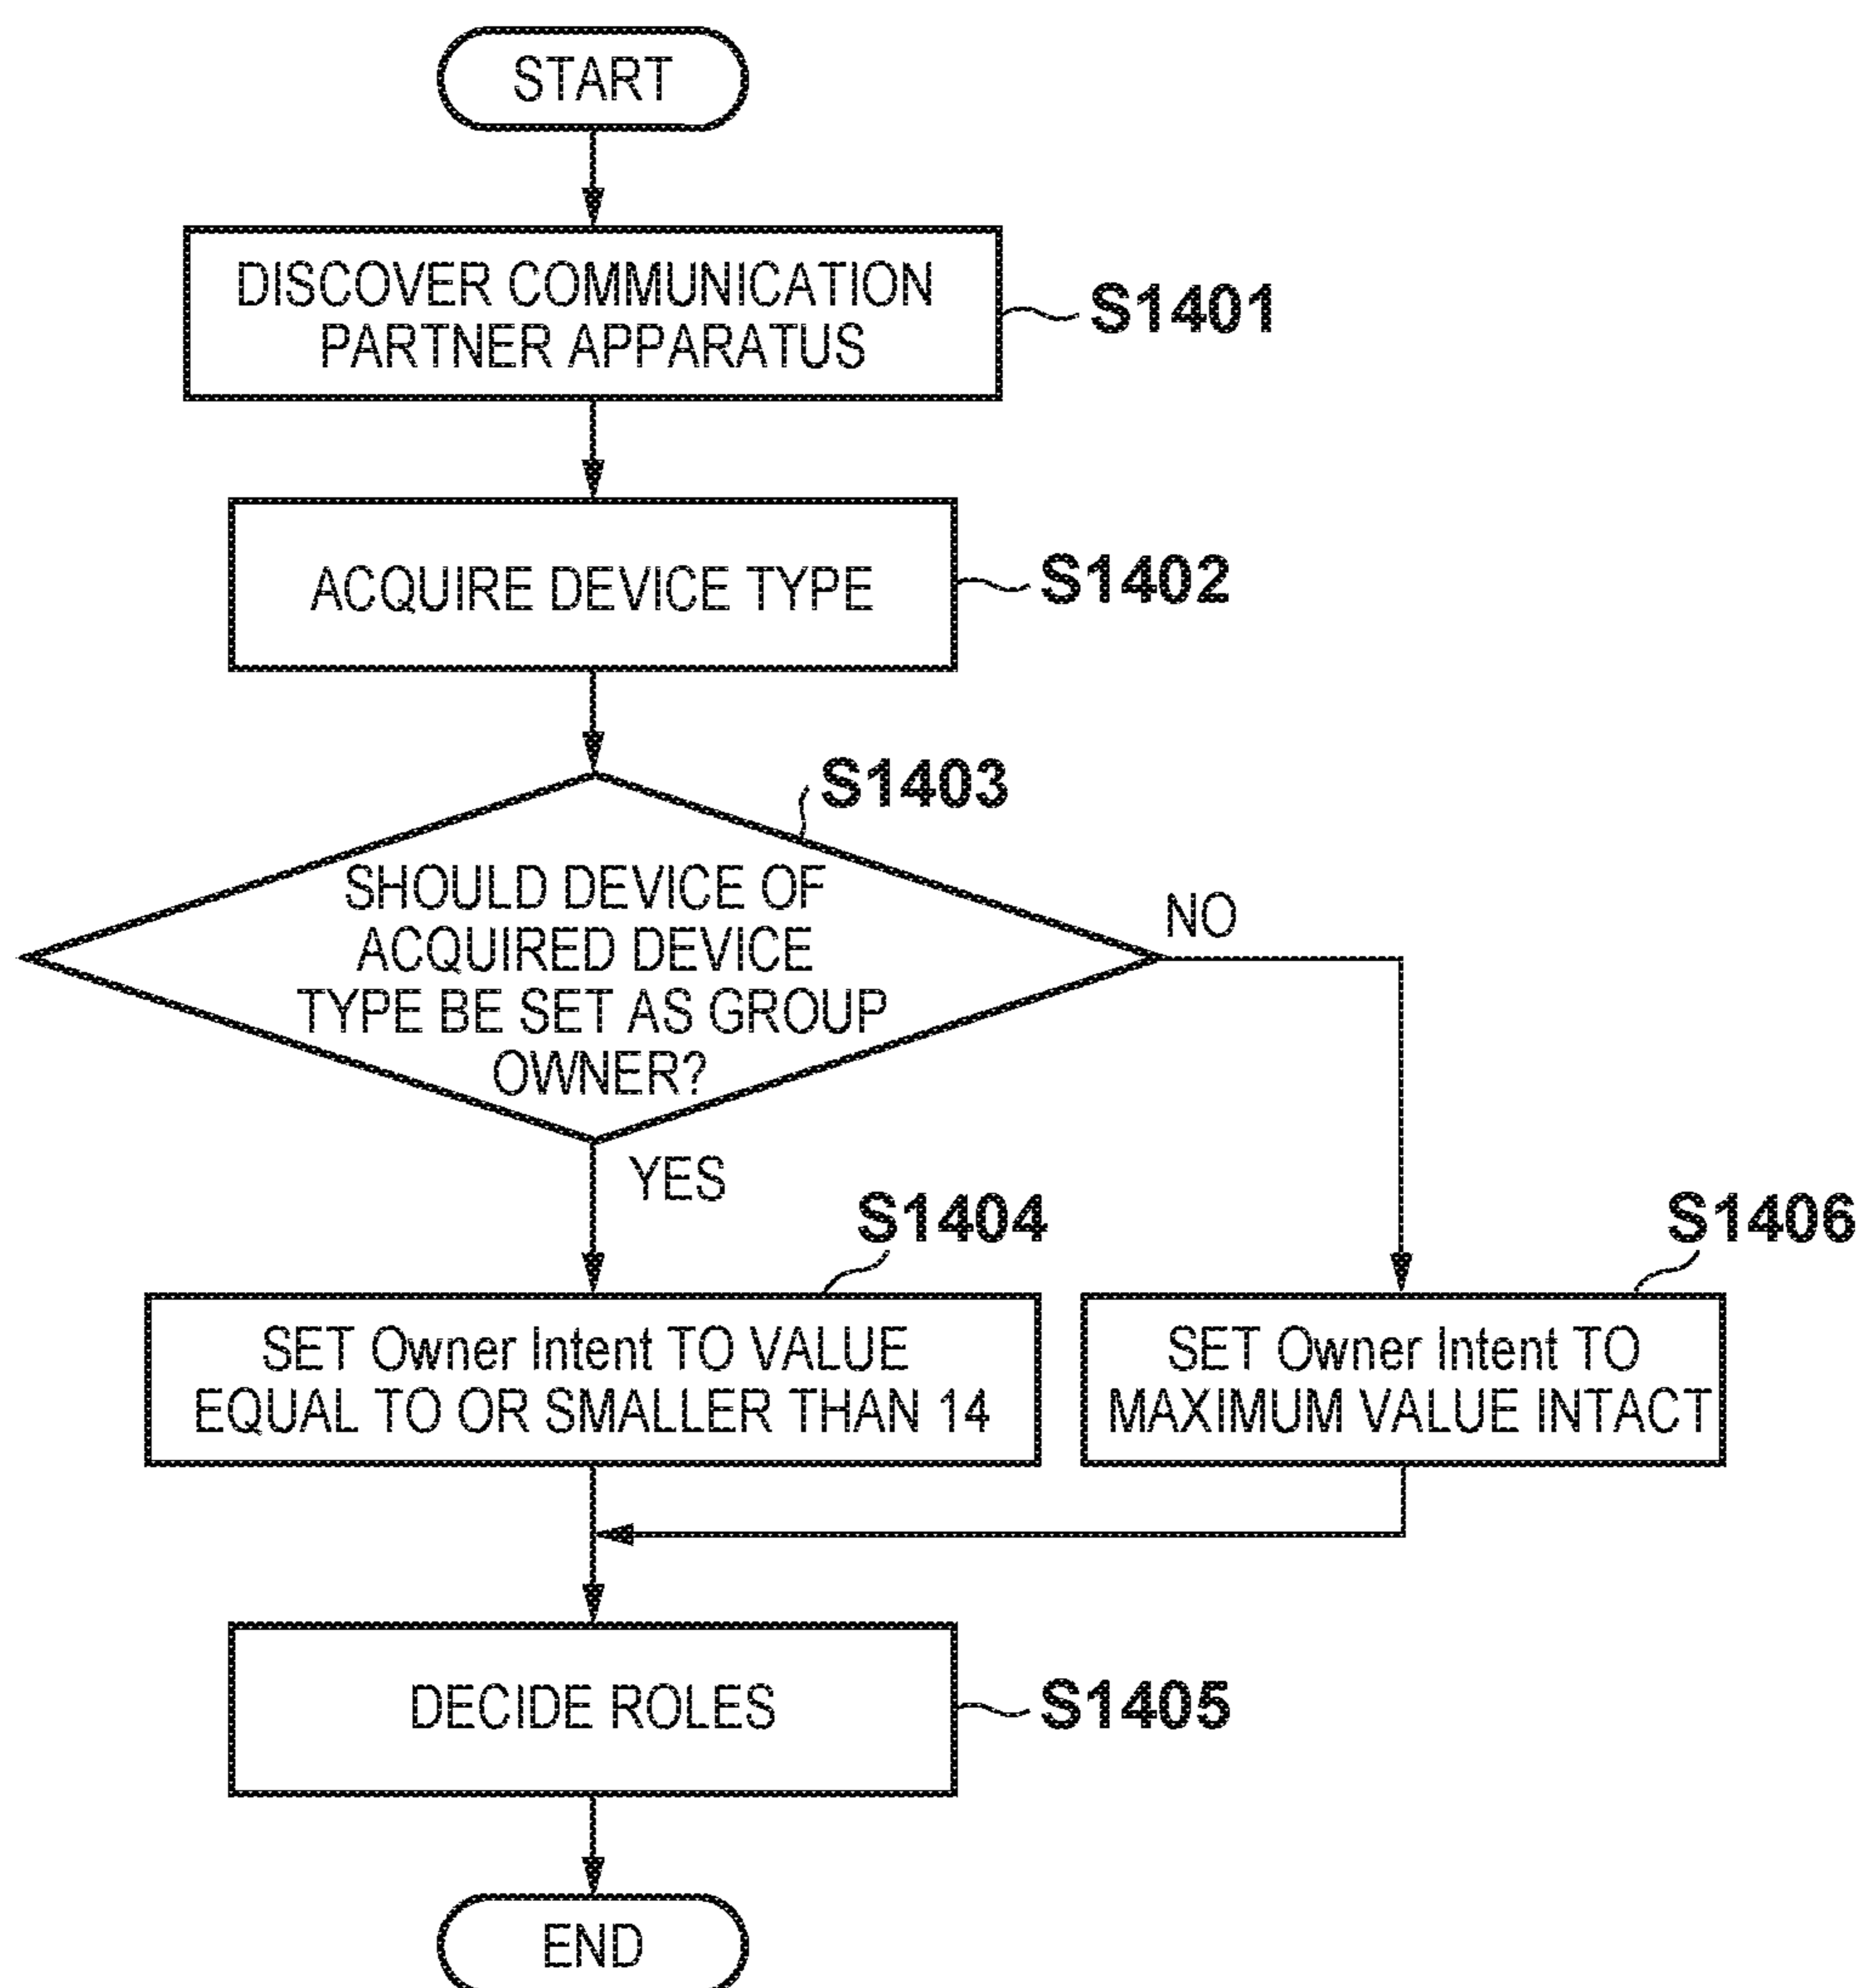 START
DISCOVER COMMUNICATION
PARTNER APPARATUS
S1401
ACQUIRE DEVICE TYPE
S1402
S1403
SHOULD DEVICE OF
ACQUIRED DEVICE
TYPE BE SET AS GROUP
OWNER?
NO
YES
S1404
SET Owner Intent TO VALUE
EQUAL TO OR SMALLER THAN 14
S1406
SET Owner Intent TO
MAXIMUM VALUE INTACT
DECIDE ROLES
S1405
END